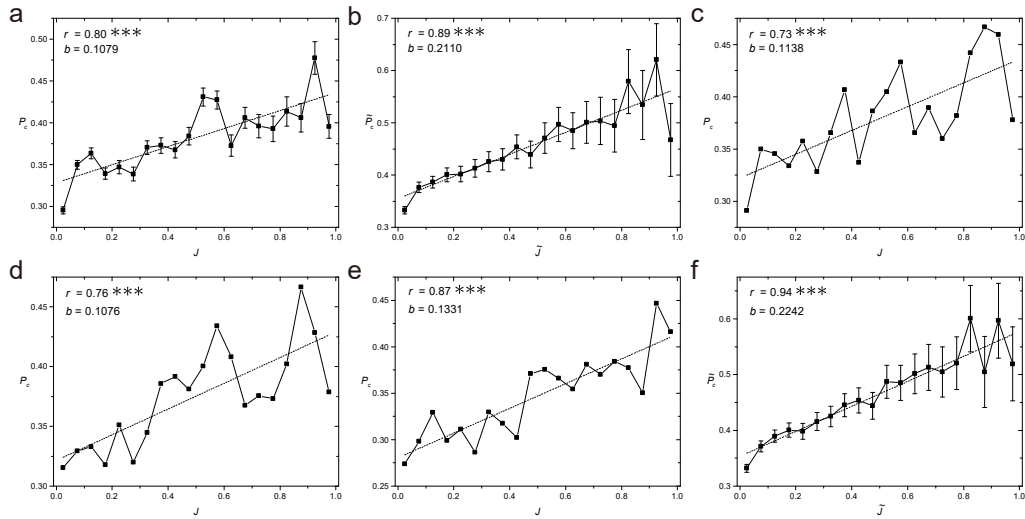 a
r = 0.80 ***
b = 0.1079
0.50
0.45
0.40
0.35
0.30
P_c
0.0 0.2 0.4 0.6 0.8 1.0
J
b
r = 0.89 ***
b = 0.2110
0.7
0.6
0.5
0.4
0.3
P̃_c
0.0 0.2 0.4 0.6 0.8 1.0
J̃
c
r = 0.73 ***
b = 0.1138
0.45
0.40
0.35
0.30
P_c
0.0 0.2 0.4 0.6 0.8 1.0
J
d
r = 0.76 ***
b = 0.1076
0.45
0.40
0.35
0.30
P_c
0.0 0.2 0.4 0.6 0.8 1.0
J
e
r = 0.87 ***
b = 0.1331
0.45
0.40
0.35
0.30
0.25
P_c
0.0 0.2 0.4 0.6 0.8 1.0
J
f
r = 0.94 ***
b = 0.2242
0.6
0.5
0.4
0.3
P̃_c
0.0 0.2 0.4 0.6 0.8 1.0
J̃